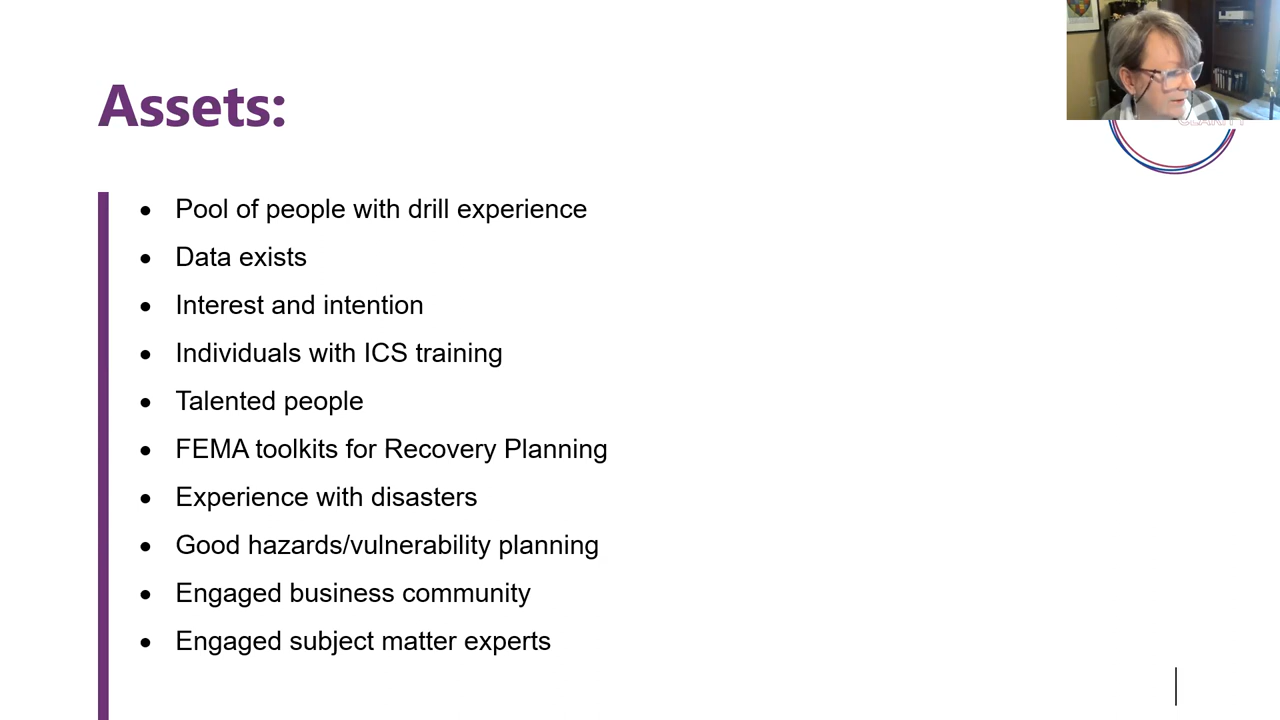 Assets:
• Pool of people with drill experience
• Data exists
• Interest and intention
• Individuals with ICS training
• Talented people
• FEMA toolkits for Recovery Planning
• Experience with disasters
• Good hazards/vulnerability planning
• Engaged business community
• Engaged subject matter experts